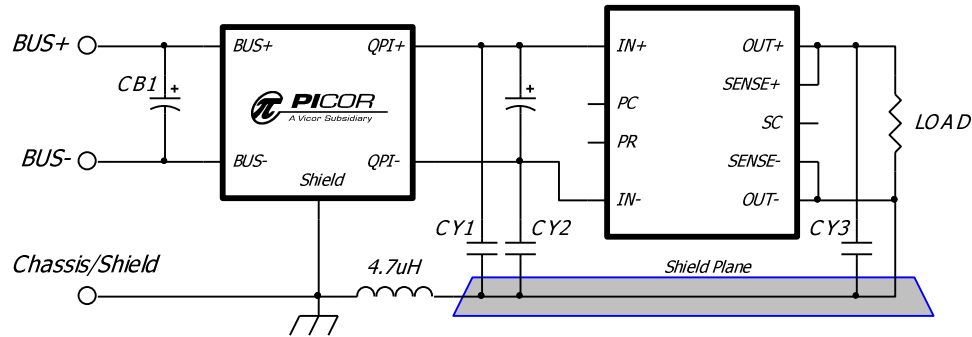 BUS+
BUS-
Chassis/Shield
CB1
+
BUS+
QPI+
PICOR
A Vicor Subsidiary
BUS-
QPI-
Shield
4.7uH
+
CY1
CY2
IN+
OUT+
SENSE+
PC
SC
PR
SENSE-
IN-
OUT-
LOAD
CY3
Shield Plane